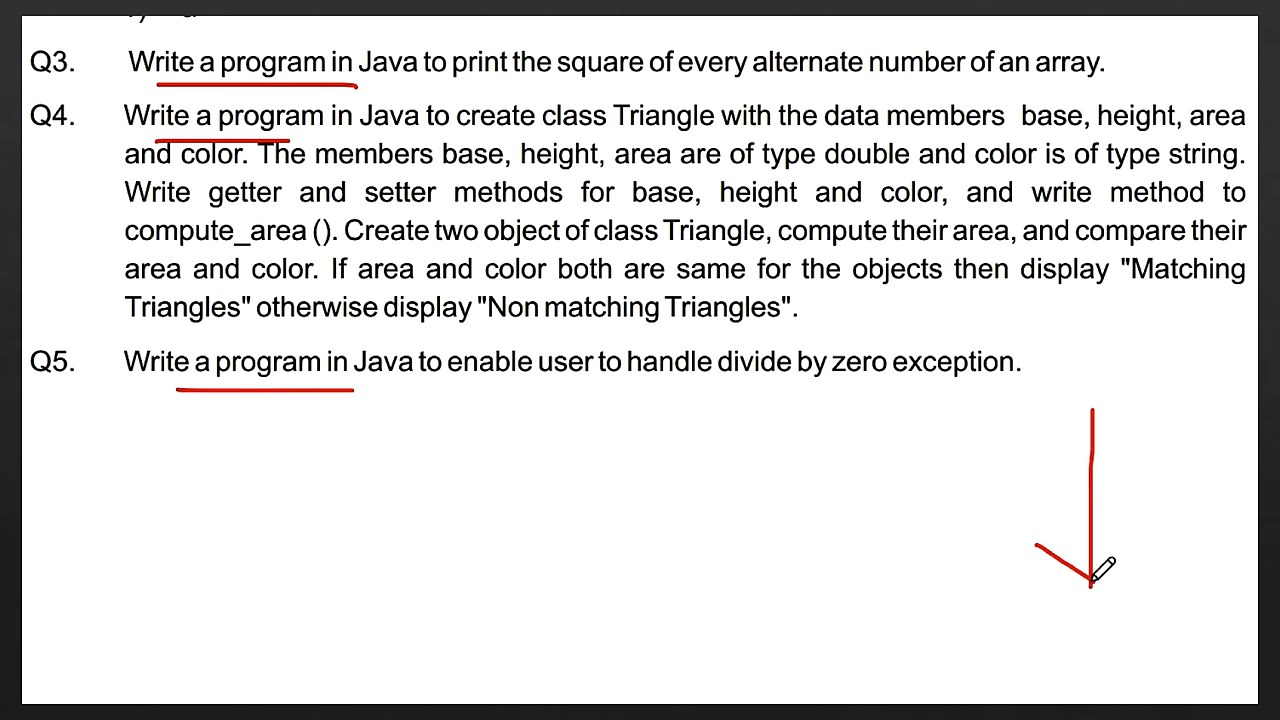 Q3. Write a program in Java to print the square of every alternate number of an array.
Q4. Write a program in Java to create class Triangle with the data members base, height, area
and color. The members base, height, area are of type double and color is of type string.
Write getter and setter methods for base, height and color, and write method to
compute_area (). Create two object of class Triangle, compute their area, and compare their
area and color. If area and color both are same for the objects then display "Matching
Triangles" otherwise display "Non matching Triangles".
Q5. Write a program in Java to enable user to handle divide by zero exception.